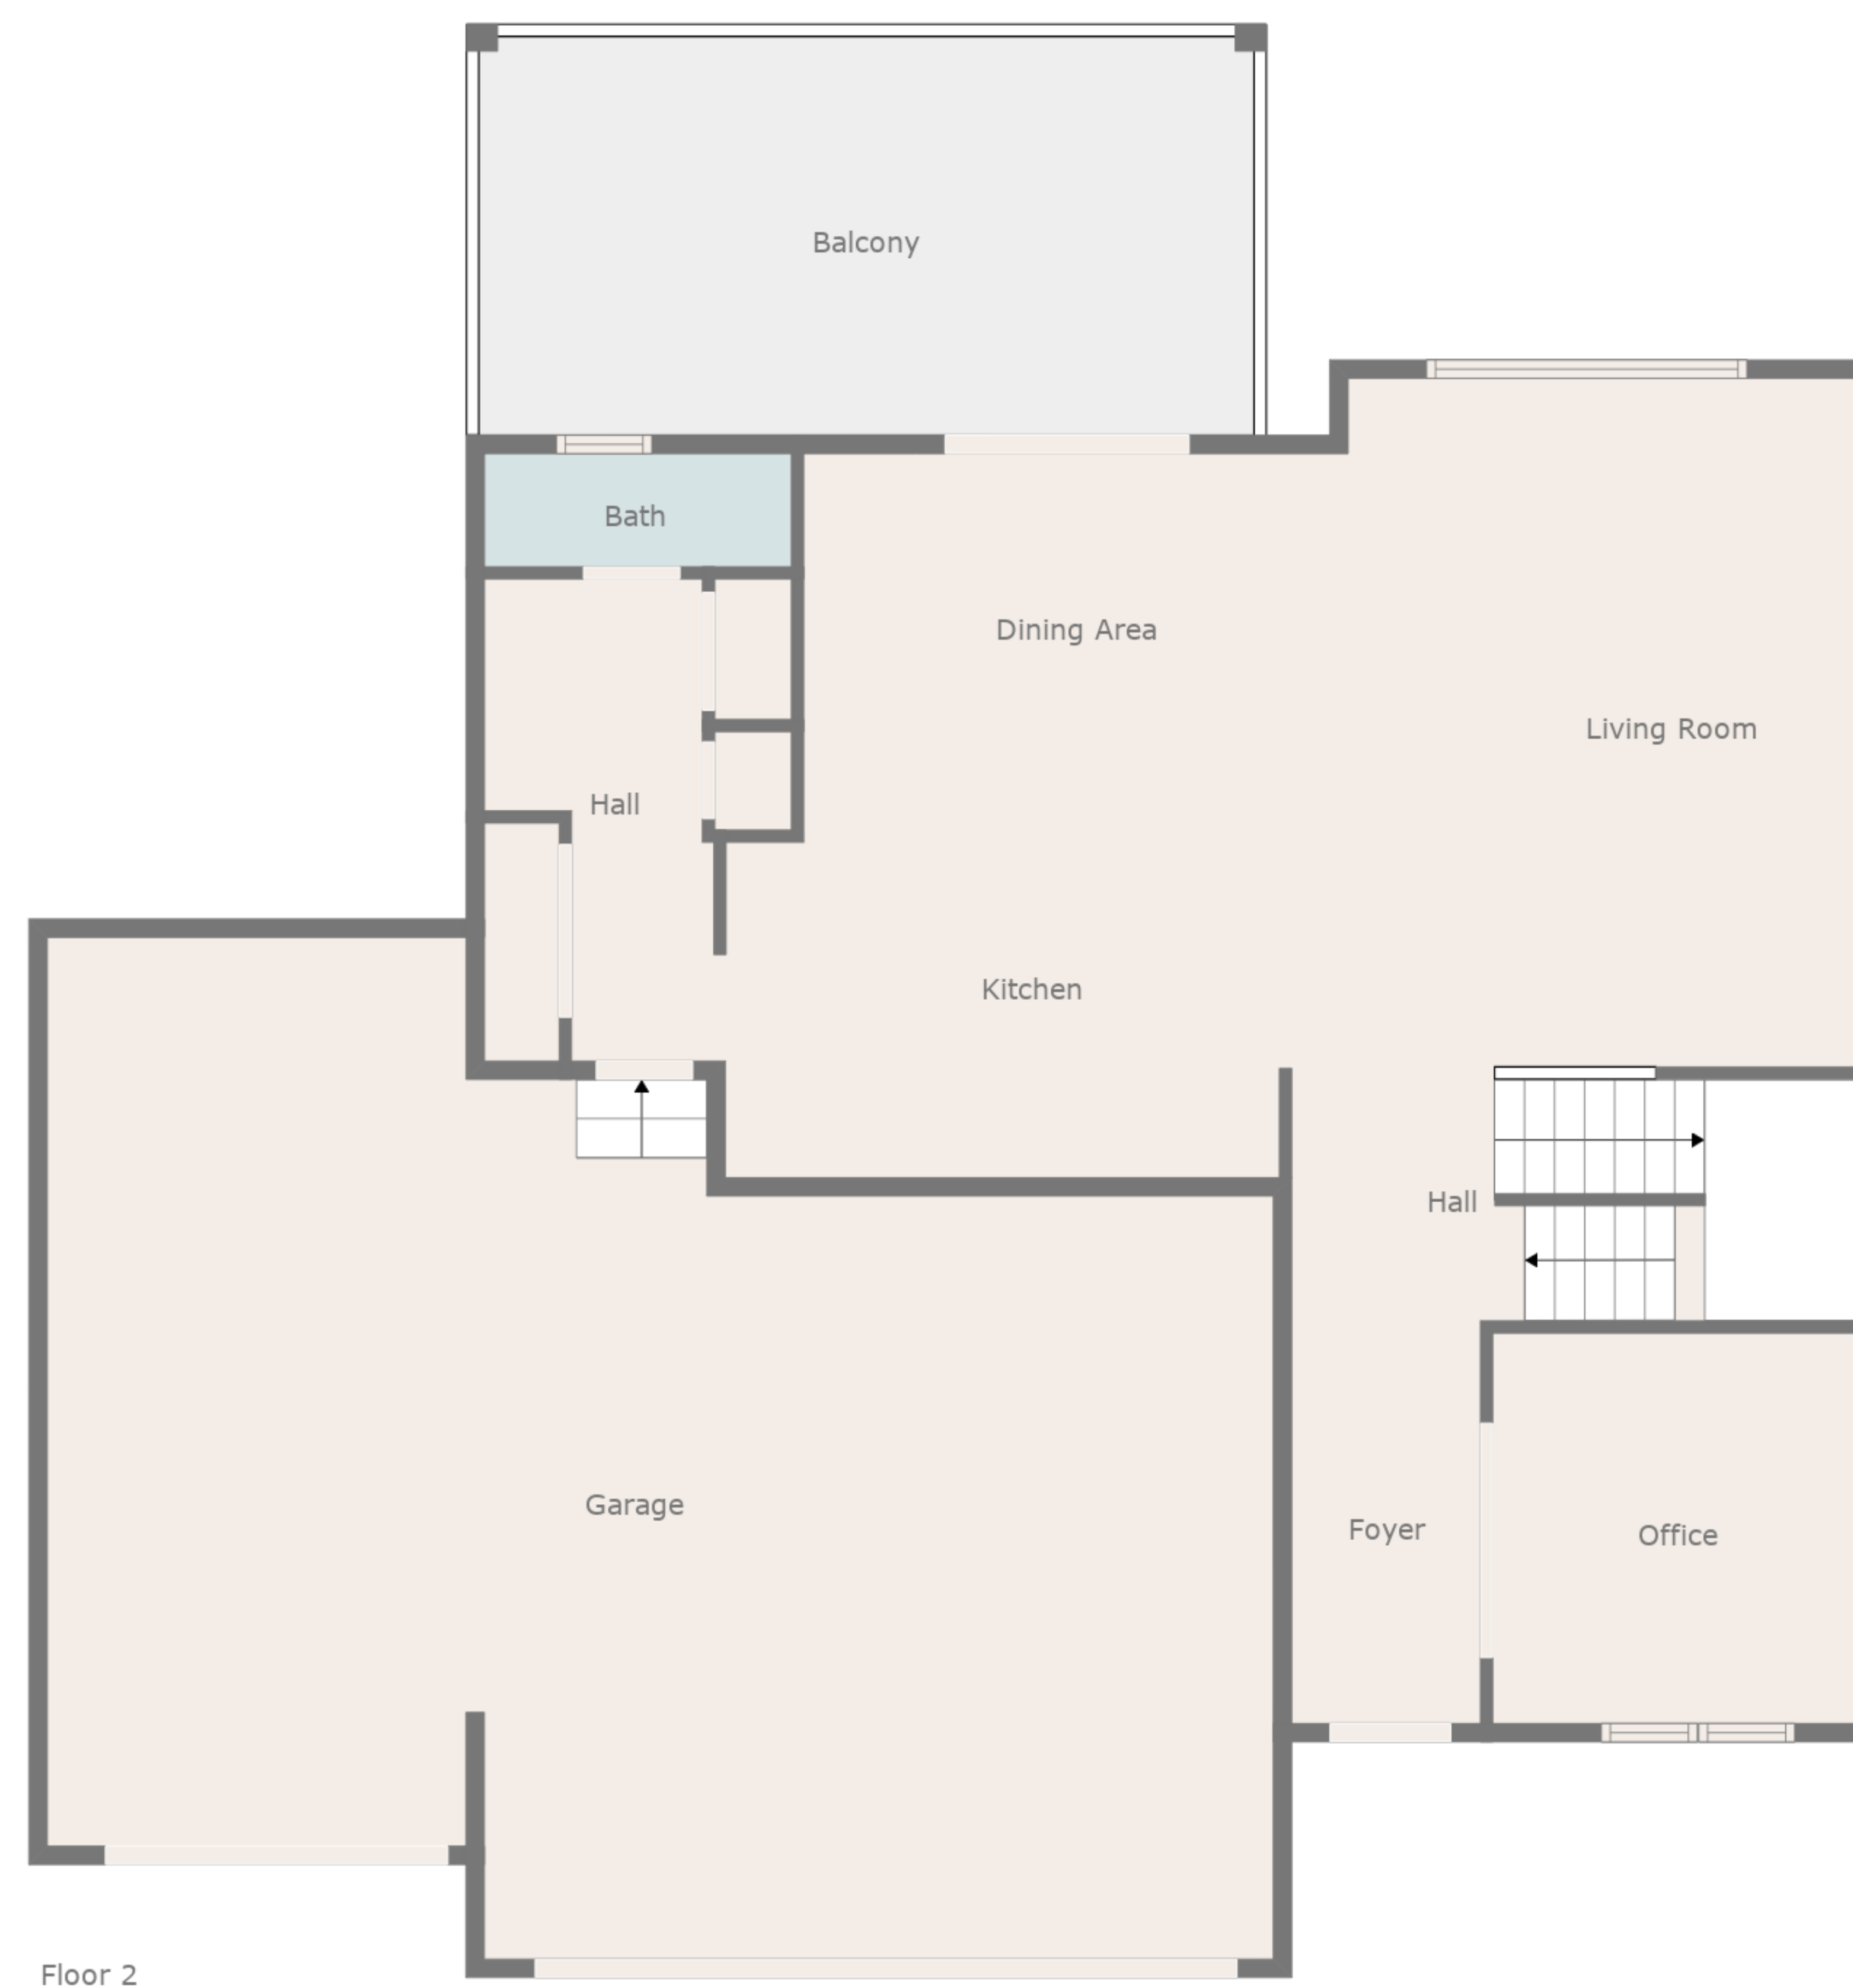 Balcony
Bath
Dining Area
Living Room
Hall
Kitchen
Hall
Garage
Foyer
Office
Floor 2